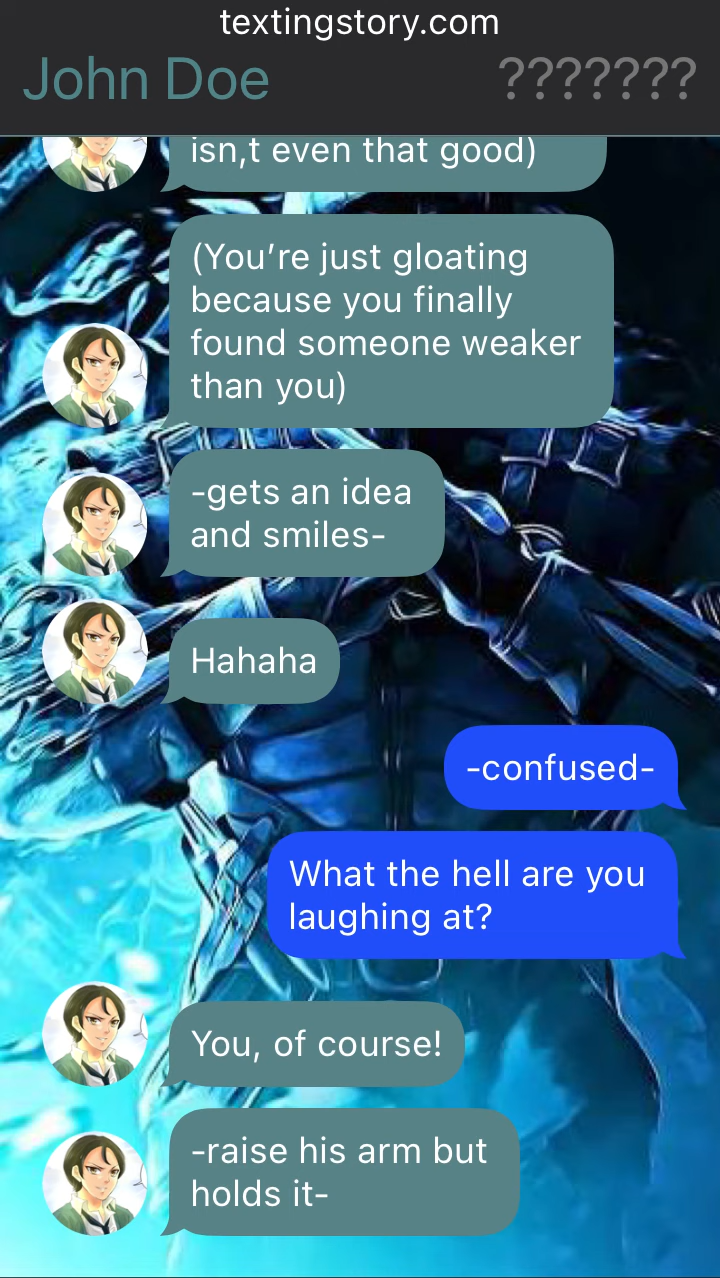 textingstory.com
John Doe
???????
isn,t even that good)
(You’re just gloating
because you finally
found someone weaker
than you)
-gets an idea
and smiles-
Hahaha
-confused-
What the hell are you
laughing at?
You, of course!
-raise his arm but
holds it-